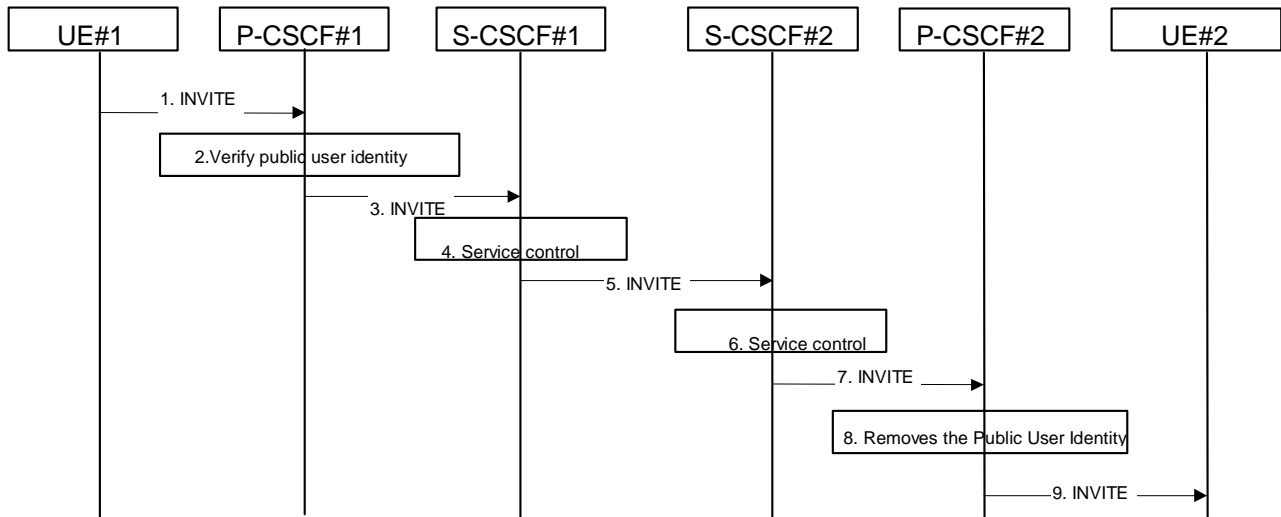 UE#1
P-CSCF#1
S-CSCF#1
S-CSCF#2
P-CSCF#2
UE#2
1. INVITE
2.Verify public user identity
3. INVITE
4. Service control
5. INVITE
6. Service control
7. INVITE
8. Removes the Public User Identity
9. INVITE